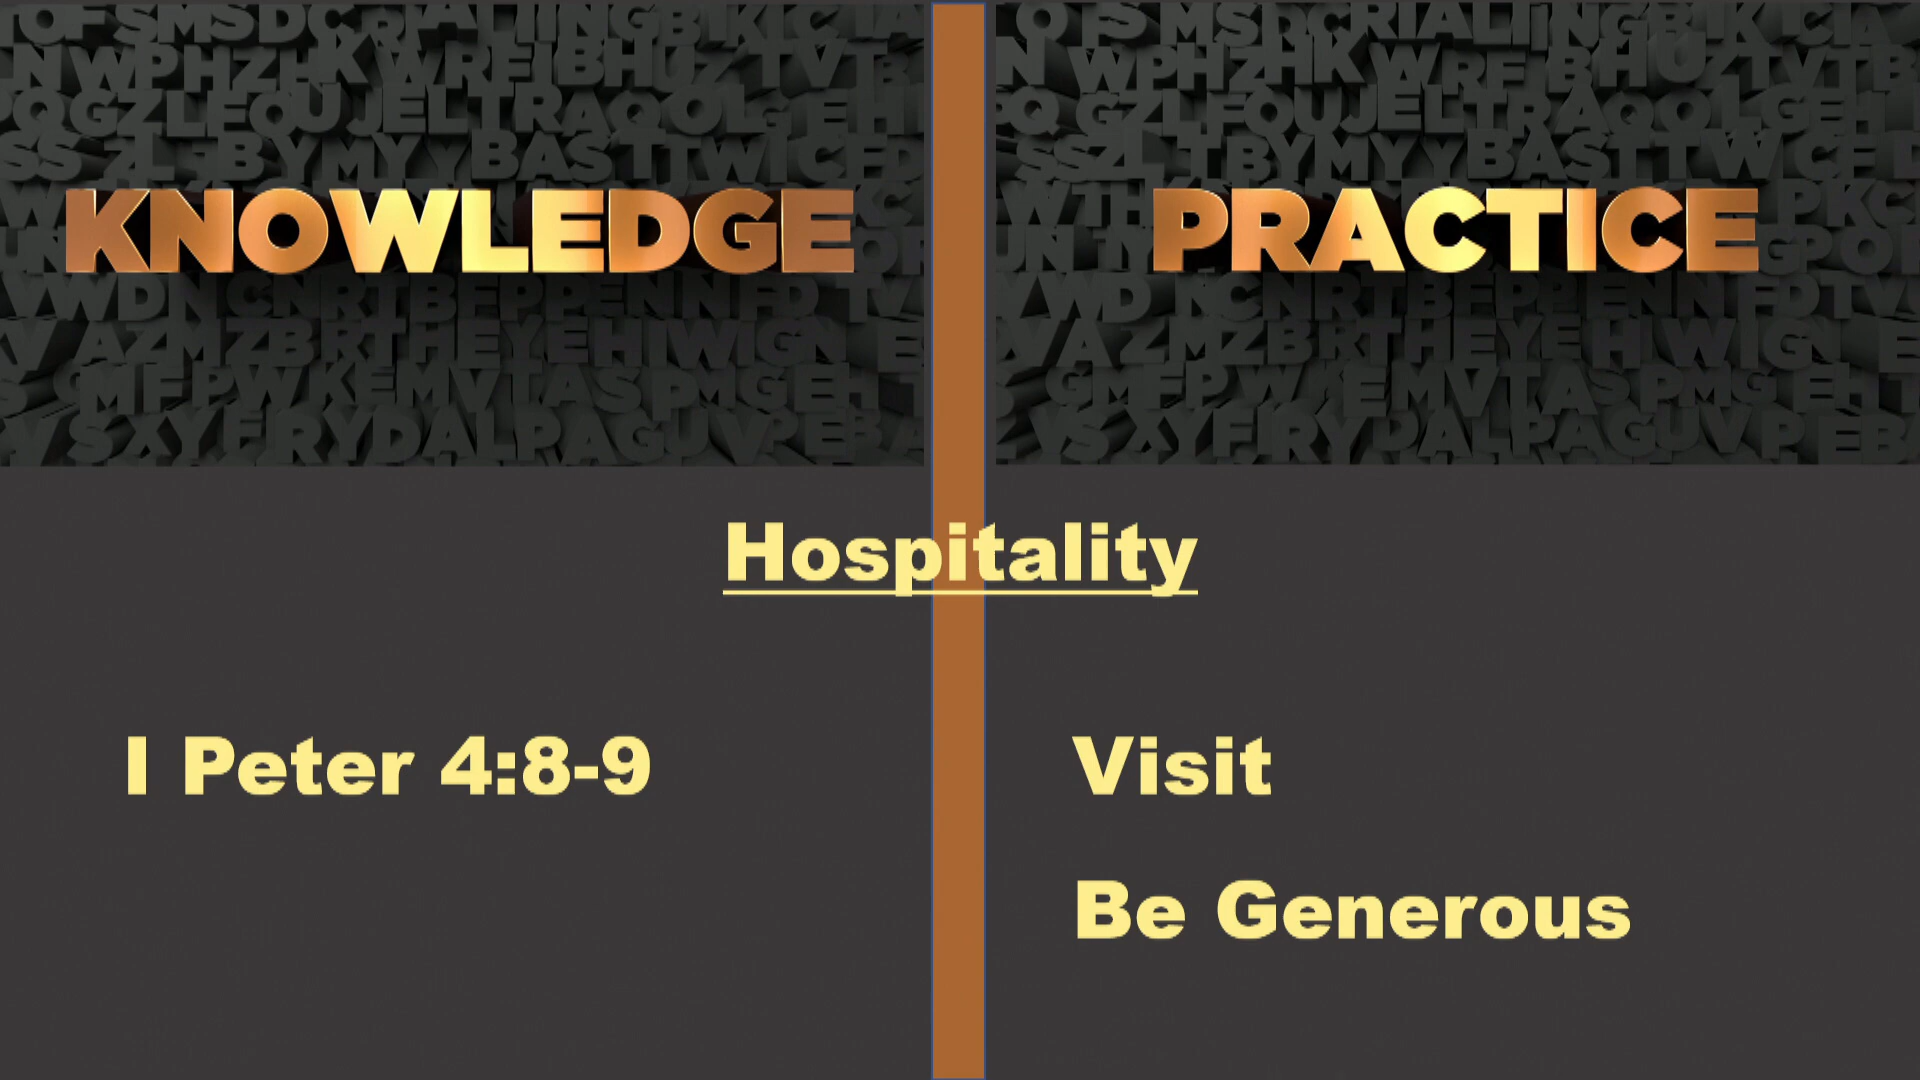 KNOWLEDGE
PRACTICE
Hospitality
I Peter 4:8-9
Visit
Be Generous